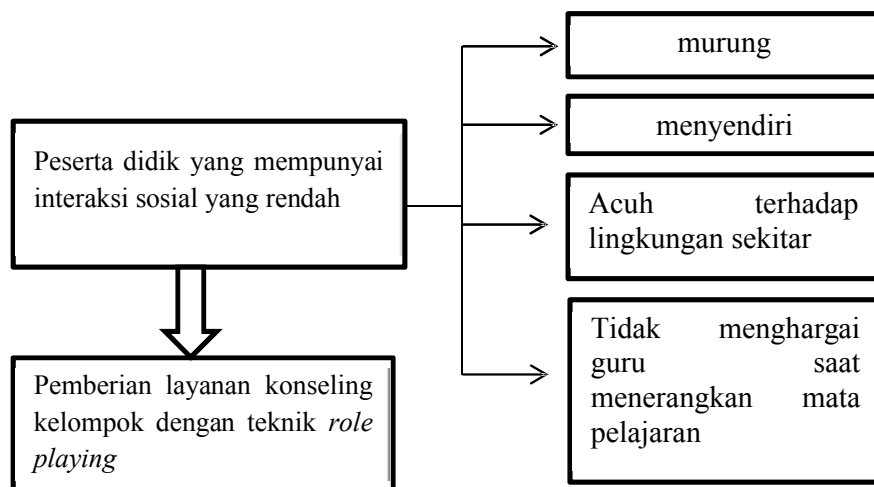 Peserta didik yang mempunyai
interaksi sosial yang rendah
Pemberian layanan konseling
kelompok dengan teknik role
playing
murung
menyendiri
Acuh terhadap
lingkungan sekitar
Tidak menghargai
guru saat
menerangkan mata
pelajaran